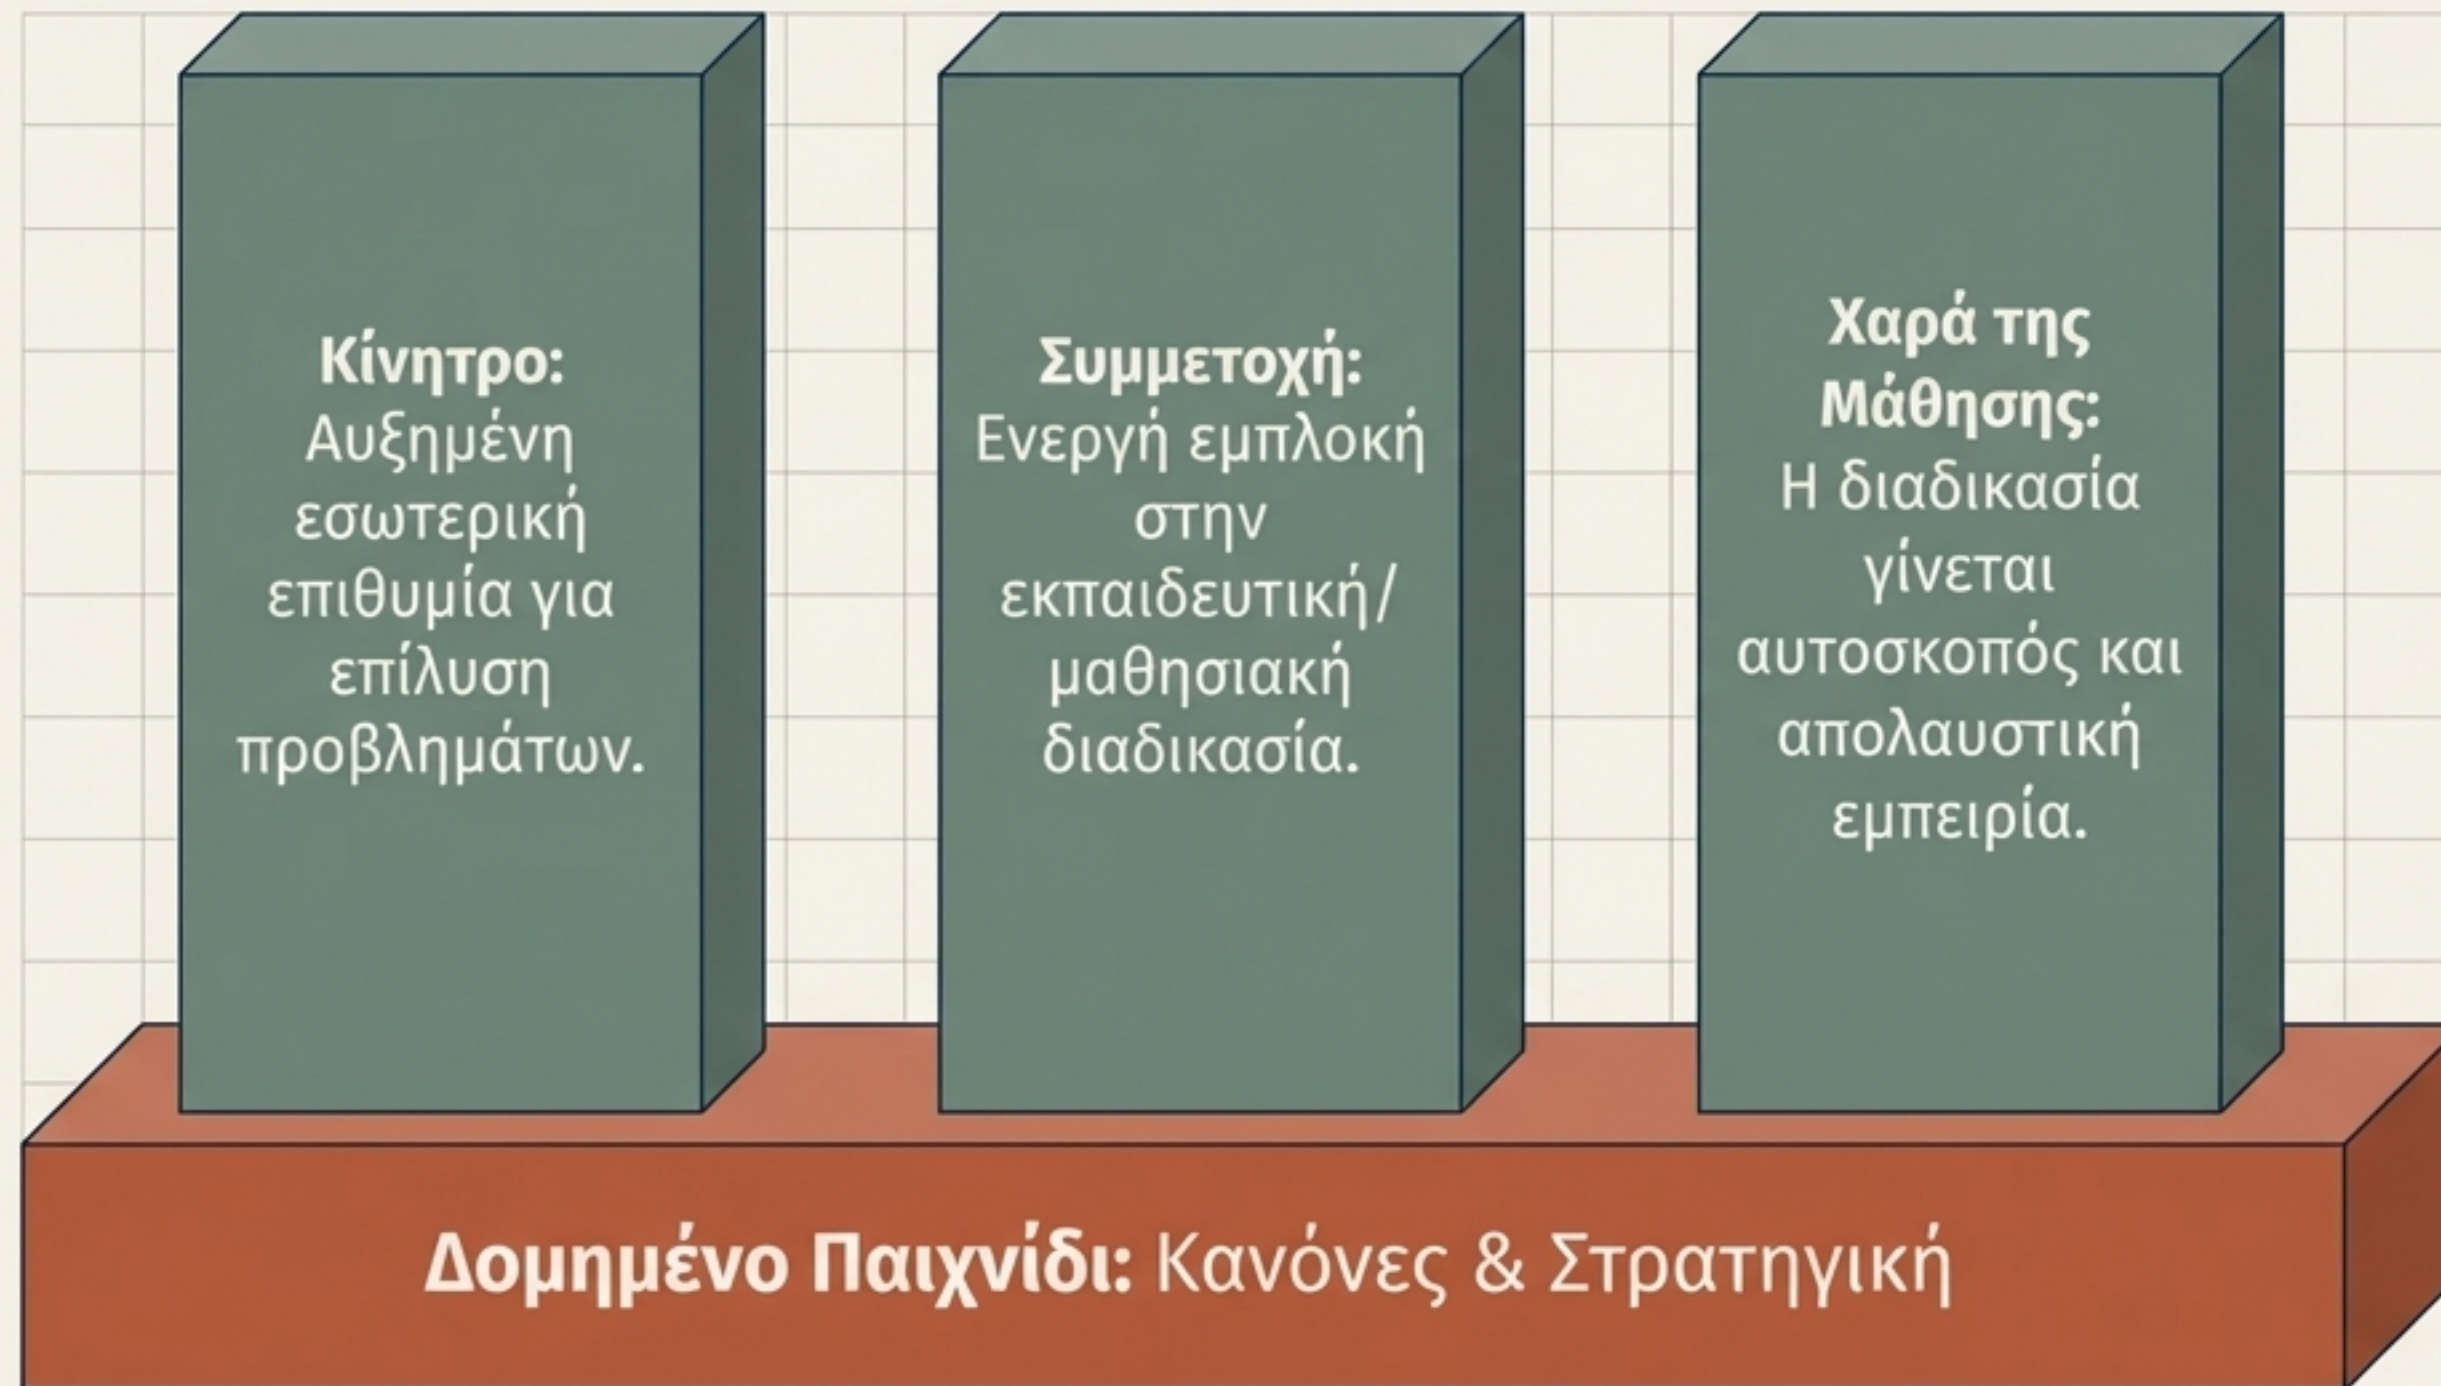 Κίνητρο:
Αυξημένη
εσωτερική
επιθυμία για
επίλυση
προβλημάτων.
Συμμετοχή:
Ενεργή εμπλοκή
στην
εκπαιδευτική/
μαθησιακή
διαδικασία.
Χαρά της
Μάθησης:
Η διαδικασία
γίνεται
αυτοσκοπός και
απολαυστική
εμπειρία.
Δομημένο Παιχνίδι: Κανόνες & Στρατηγική